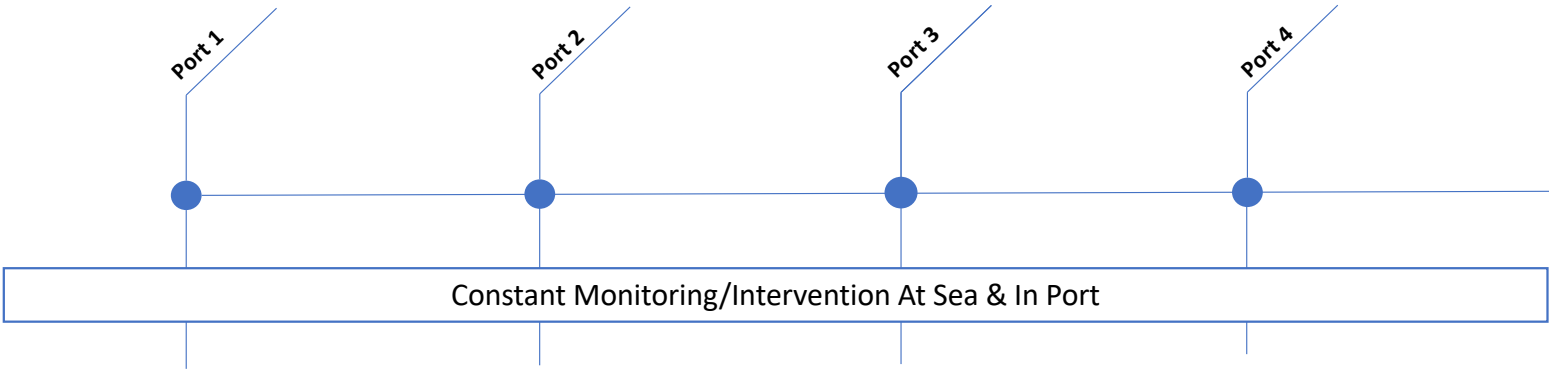 Port 1
Port 2
Port 3
Port 4
Constant Monitoring/Intervention At Sea & In Port